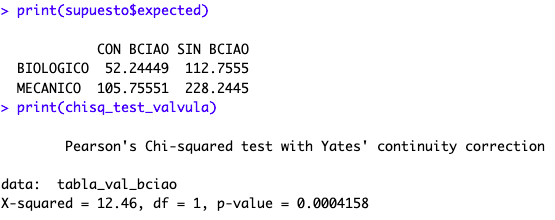 > print(supuesto$expected)
CON BCIAO SIN BCIAO
BIOLOGICO 52.24449 112.7555
MECANICO 105.75551 228.2445
> print(chisq_test_valvula)
Pearson's Chi-squared test with Yates' continuity correction
data: tabla_val_bciao
X-squared = 12.46, df = 1, p-value = 0.0004158